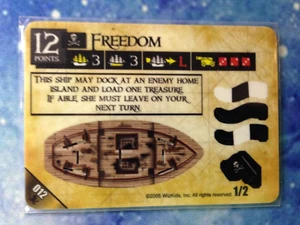 12
POINTS
FREEDOM
3 3 L
THIS SHIP MAY DOCK AT AN ENEMY HOME
ISLAND AND LOAD ONE TREASURE.
IF ABLE, SHE MUST LEAVE ON YOUR
NEXT TURN.
012
©2005 WizKids, Inc. All rights reserved.
1/2